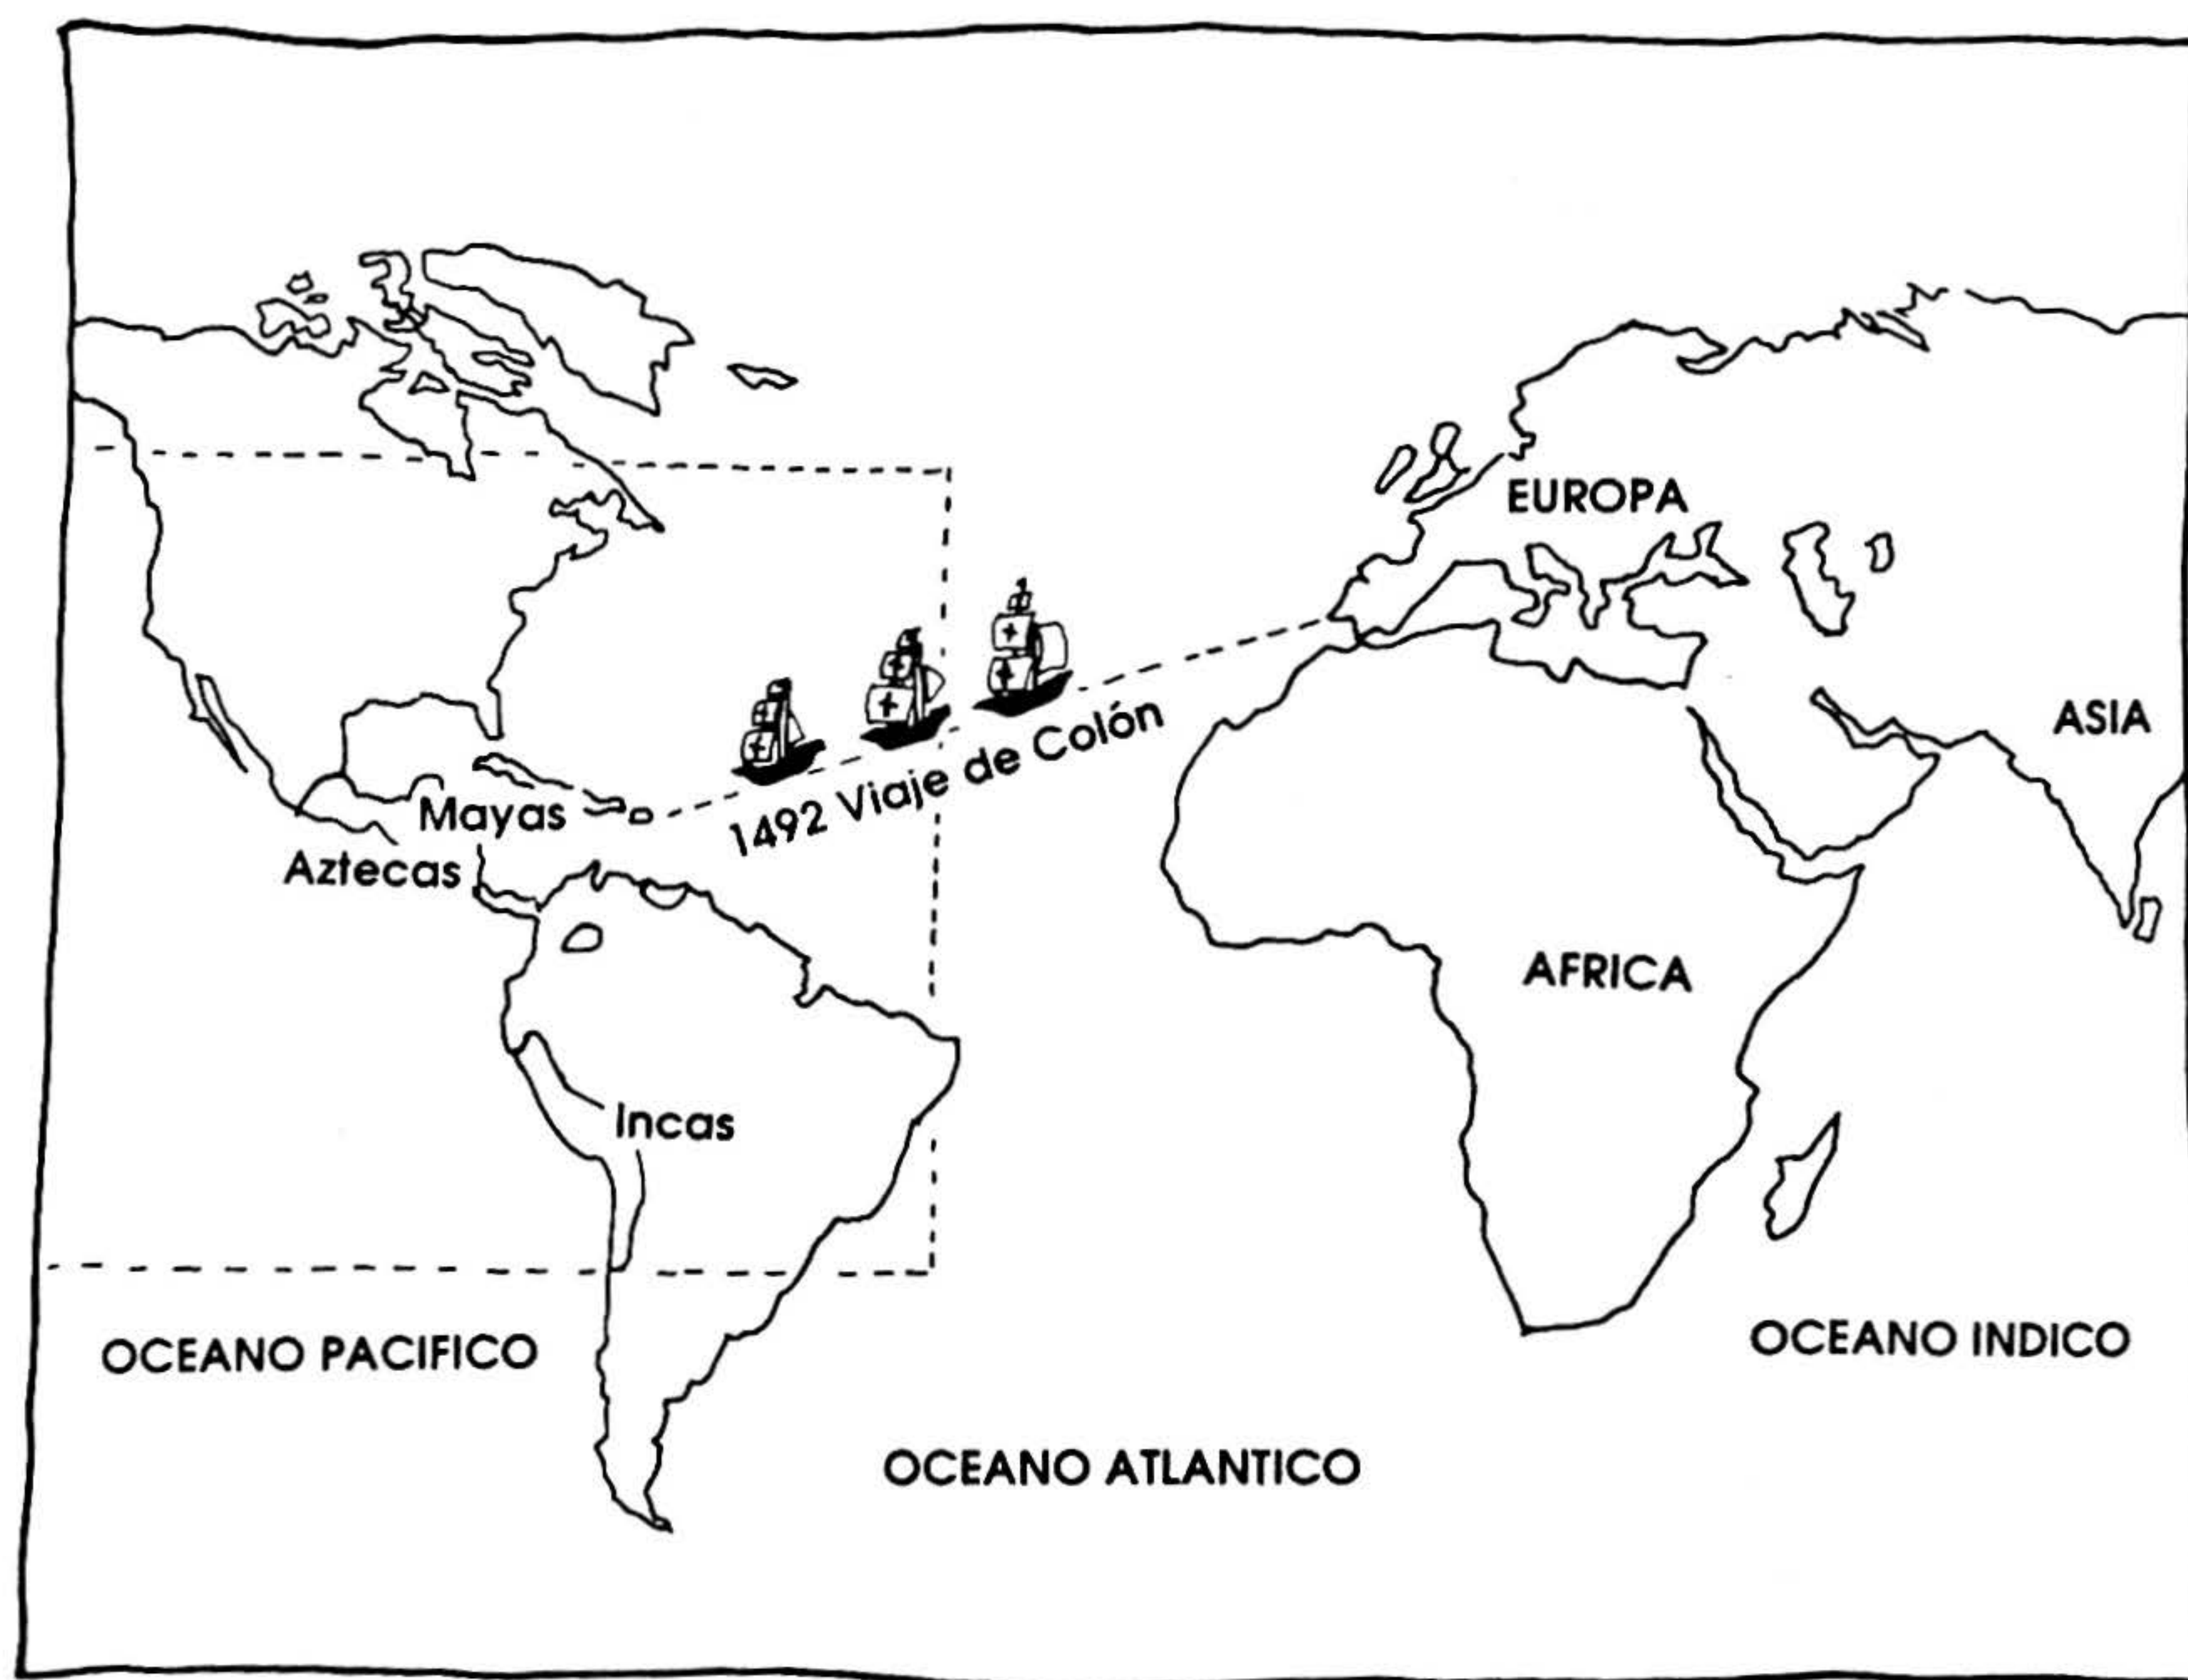 EUROPA
ASIA
1492 Viaje de Colón
Mayas
Aztecas
AFRICA
Incas
OCEANO PACIFICO
OCEANO INDICO
OCEANO ATLANTICO